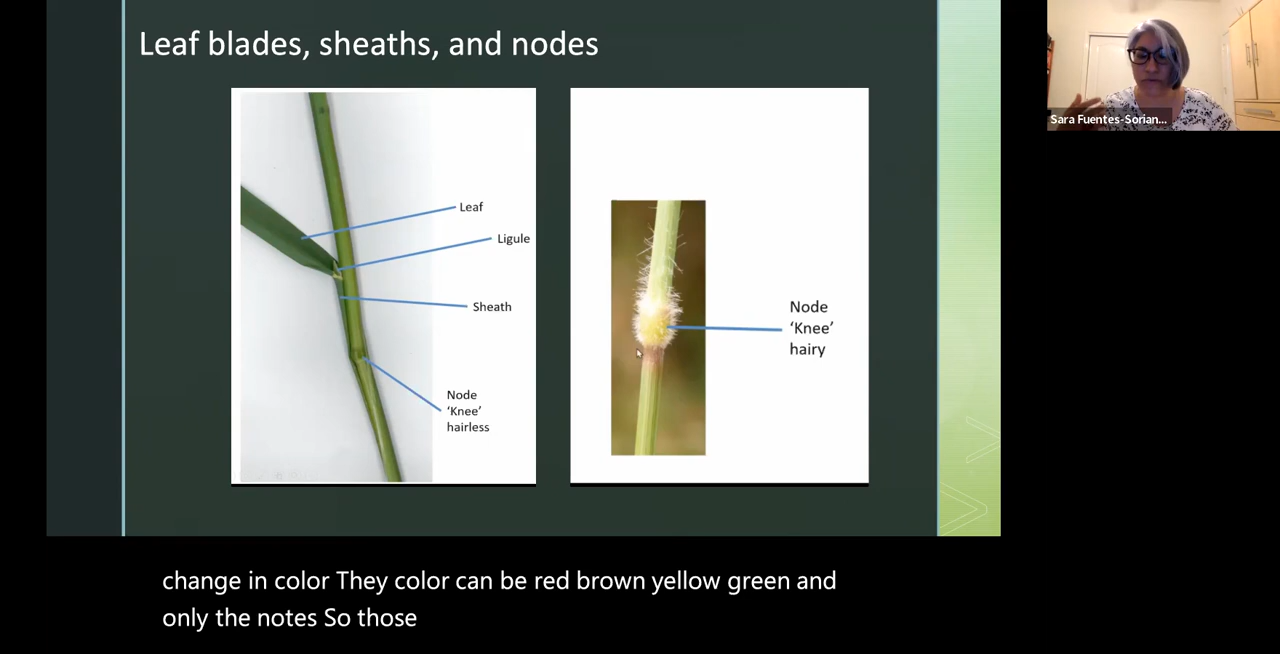 Leaf blades, sheaths, and nodes
Leaf
Ligule
Sheath
Node
‘Knee’
hairless
Node
‘Knee’
hairy
Sara Fuentes-Sorian...
change in color They color can be red brown yellow green and
only the notes So those